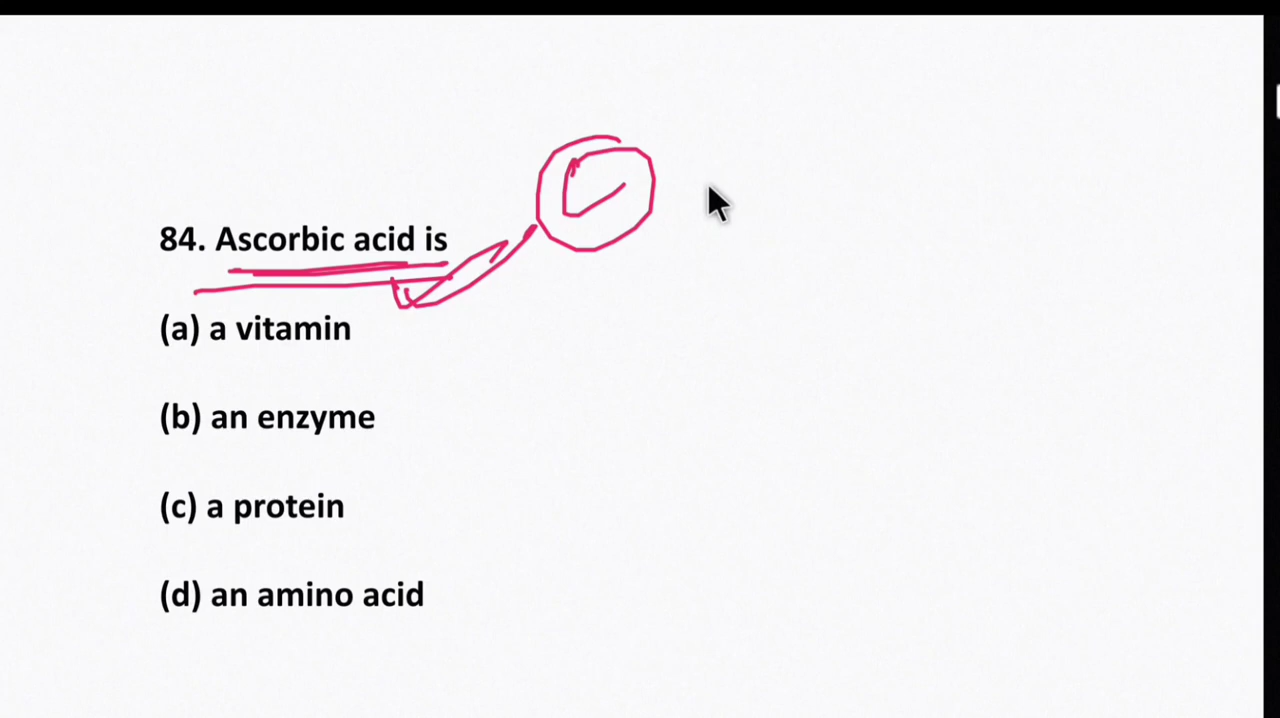 C
84. Ascorbic acid is
(a) a vitamin
(b) an enzyme
(c) a protein
(d) an amino acid